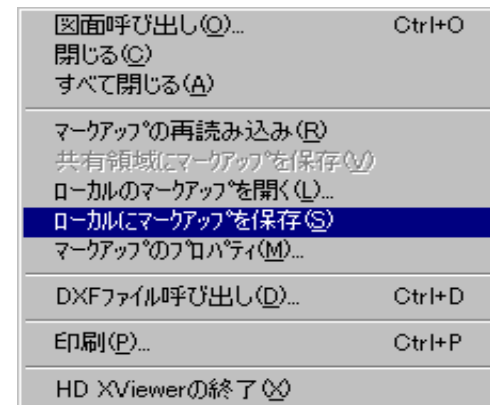 図面呼び出し(O)... Ctrl+O
閉じる(C)
すべて閉じる(A)
マークアップの再読み込み(R)
共有領域にマークアップを保存(V)
ローカルのマークアップを開く(L)...
ローカルにマークアップを保存(S)
マークアップのプロパティ(M)...
DXFファイル呼び出し(D)... Ctrl+D
印刷(P)... Ctrl+P
HD XViewerの終了(X)